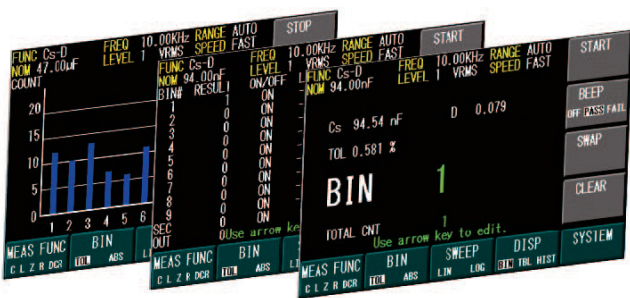 FUNC Cs-D FREQ 10.00KHz RANGE AUTO STOP
NOM 47.00µF LEVEL 1 VRMS SPEED FAST
COUNT
20
15
10
5
0
1 2 3 4 5 6
MEAS FUNC BIN
C L Z R DCR TOL ABS
FUNC Cs-D FREQ 10.00KHz RANGE AUTO START
NOM 94.00nF LEVEL 1 VRMS SPEED FAST
BIN# RESUL ON/OFF
1 1 ON
2 0 ON
3 0 ON
4 0 ON
5 0 ON
6 0 ON
7 0 ON
8 0 ON
9 0 ON
SEC 0
OUT 0 Use arrow ke
MEAS FUNC BIN
C L Z R DCR TOL ABS
FUNC Cs-D FREQ 10.00KHz RANGE AUTO START
NOM 94.00nF LEVEL 1 VRMS SPEED FAST
BEEP
OFF PASS FAIL
Cs 94.54 nF D 0.079
TOL 0.581 %
SWAP
BIN 1
CLEAR
TOTAL CNT 1
Use arrow key to edit.
MEAS FUNC BIN SWEEP DISP SYSTEM
C L Z R DCR TOL ABS LIN LOG BIN TBL HIST